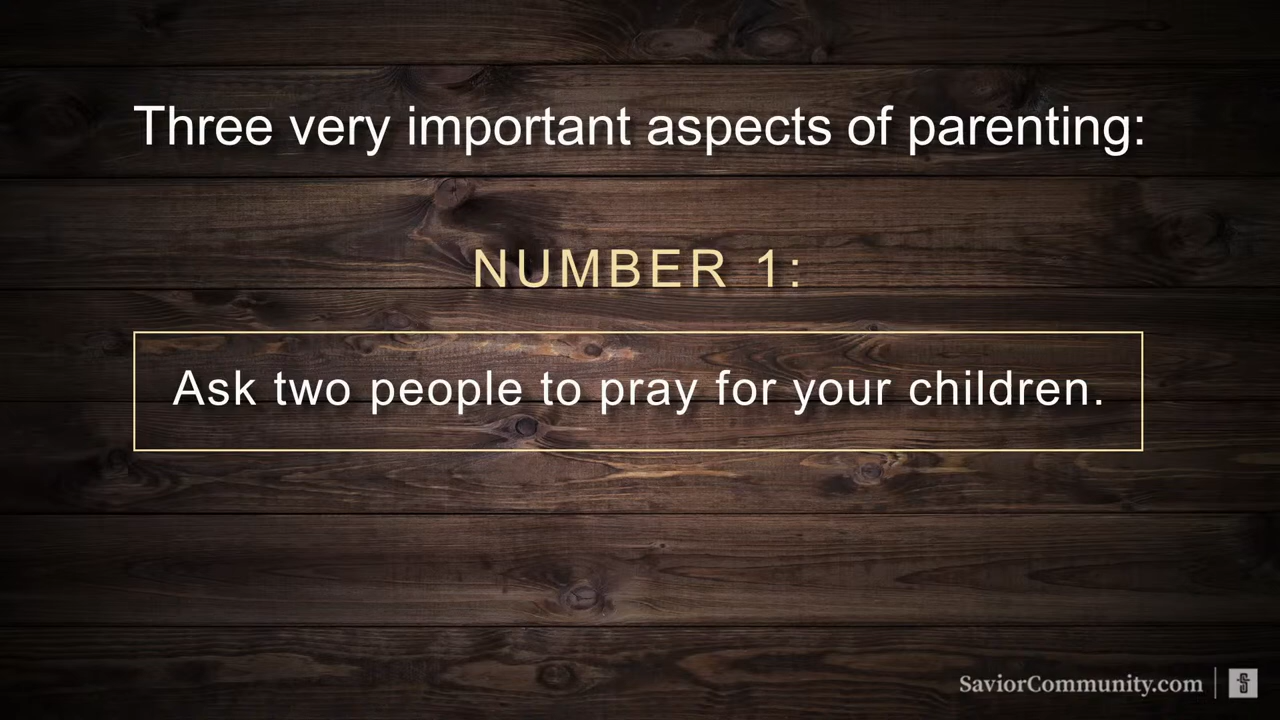 Three very important aspects of parenting:
NUMBER 1:
Ask two people to pray for your children.
SaviorCommunity.com